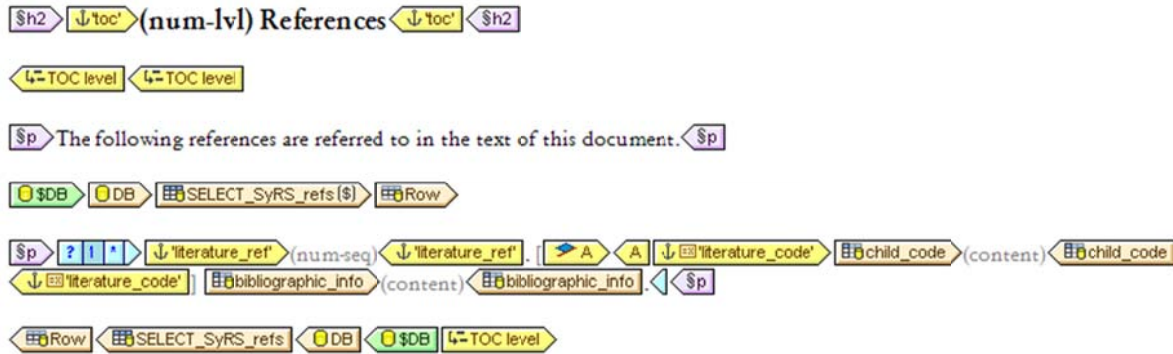 §h2 'toc' (num-lvl) References 'toc' §h2
TOC level TOC level
§p The following references are referred to in the text of this document. §p
$DB DB SELECT_SyRS_refs ($) Row
§p ? 1 * 'literature_ref' (num-seq) 'literature_ref' . [ A A 'literature_code' child_code (content) child_code
'literature_code' ] bibliographic_info (content) bibliographic_info . §p
Row SELECT_SyRS_refs DB $DB TOC level